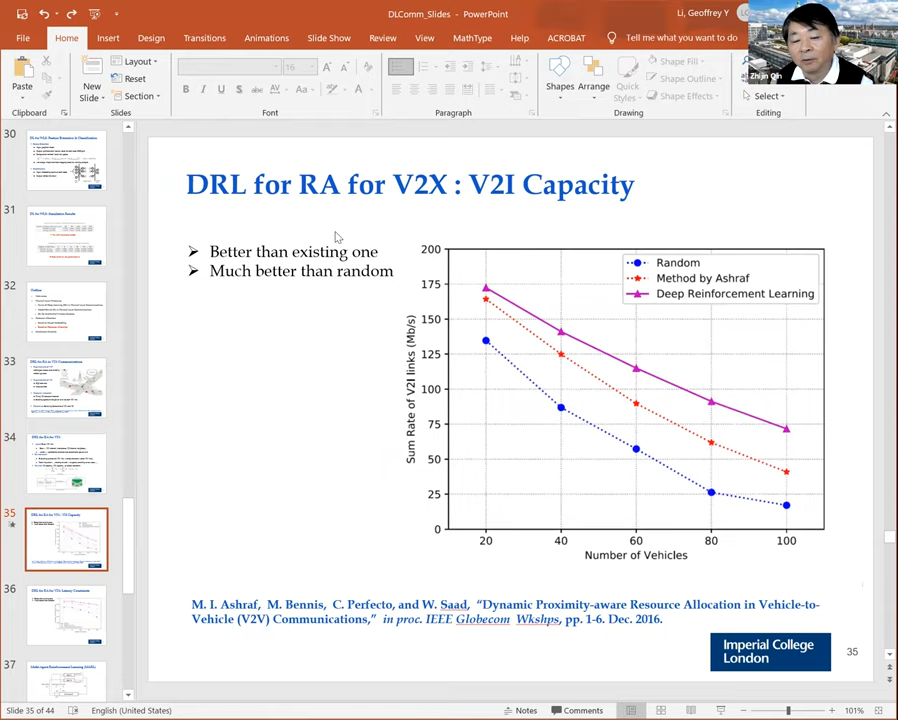 DLComm_Slides - PowerPoint
Li, Geoffrey Y
File Home Insert Design Transitions Animations Slide Show Review View MathType Help ACROBAT Tell me what you want to do
Zhijin Qin
Paste
New
Slide
Layout
Reset
Section
16
B I U S abc AV Aa A
Shapes
Arrange
Quick
Styles
Shape Fill
Shape Outline
Shape Effects
Select
Clipboard Slides Font Paragraph Drawing Editing
30
31
32
33
34
35
36
37
DRL for RA for V2X : V2I Capacity
Better than existing one
Much better than random
Random
Method by Ashraf
Deep Reinforcement Learning
Sum Rate of V2I links (Mb/s)
200
175
150
125
100
75
50
25
0
20 40 60 80 100
Number of Vehicles
M. I. Ashraf, M. Bennis, C. Perfecto, and W. Saad, “Dynamic Proximity-aware Resource Allocation in Vehicle-to-
Vehicle (V2V) Communications,” in proc. IEEE Globecom Wkshps, pp. 1-6. Dec. 2016.
Imperial College
London
35
Slide 35 of 44 English (United States) Notes Comments 101%